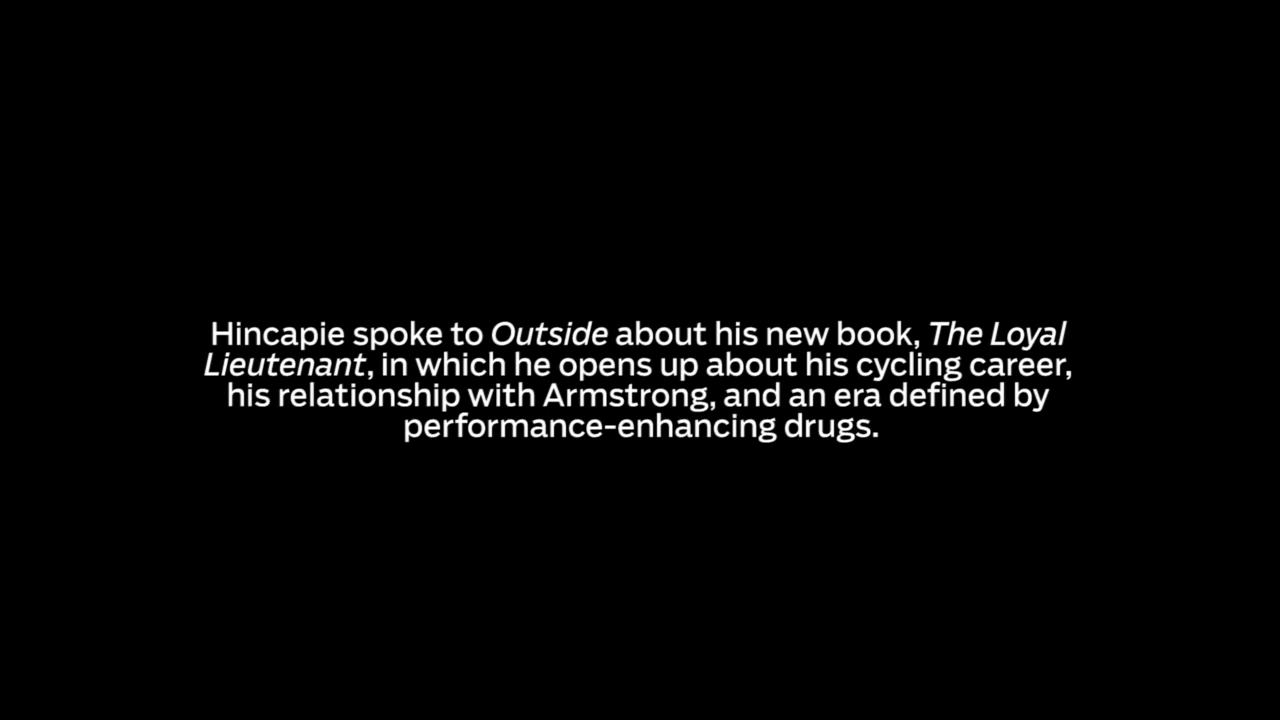 Hincapie spoke to Outside about his new book, The Loyal
Lieutenant, in which he opens up about his cycling career,
his relationship with Armstrong, and an era defined by
performance-enhancing drugs.